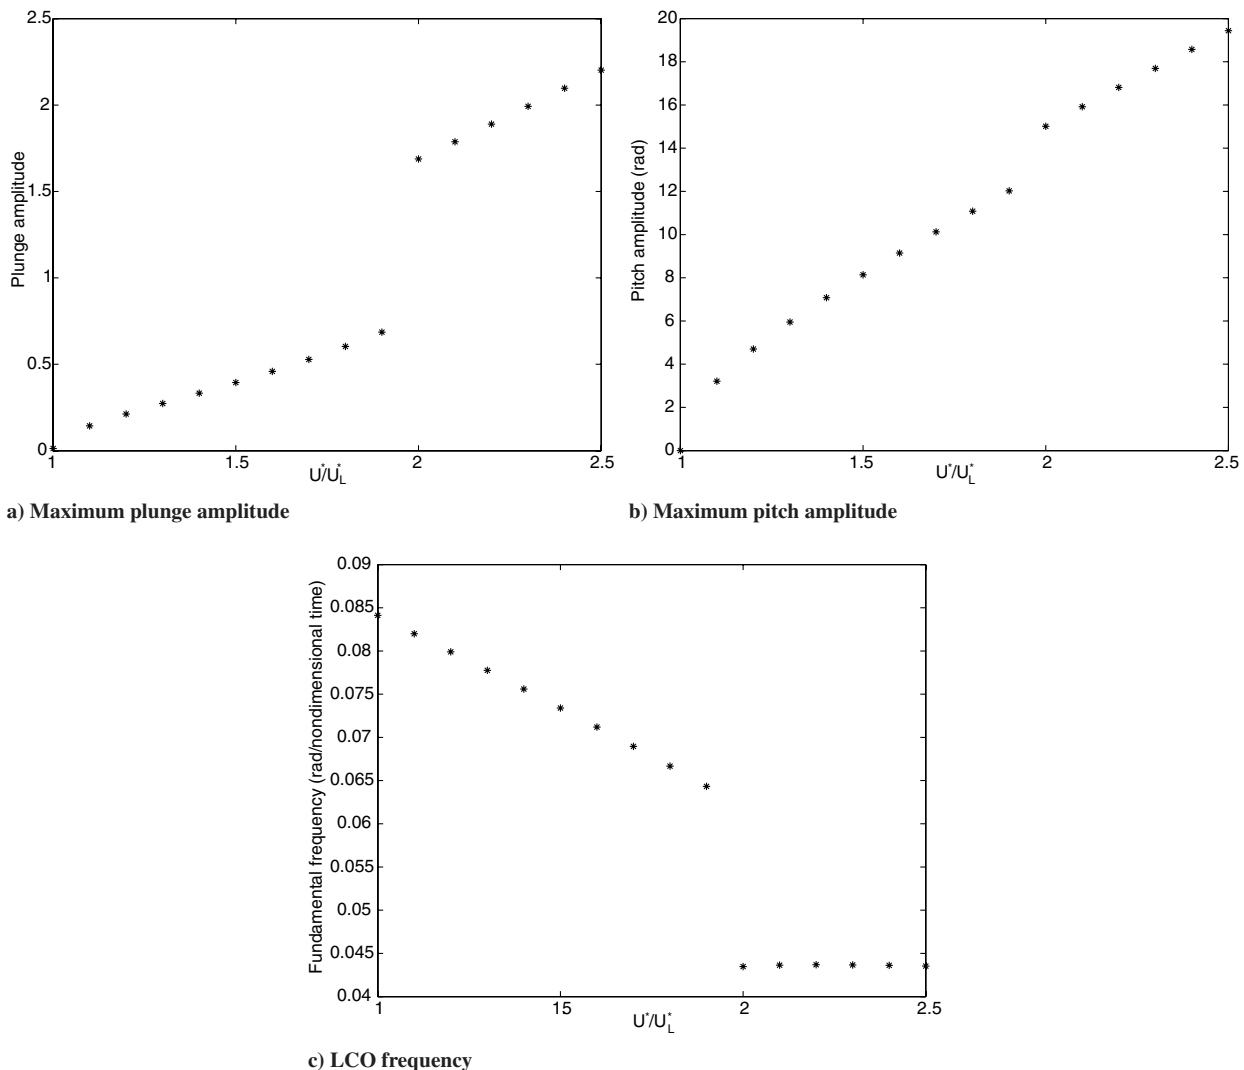 2.5
2
1.5
1
0.5
0
Plunge amplitude
1 1.5 2 2.5
U*/U*L
a) Maximum plunge amplitude
20
18
16
14
12
10
8
6
4
2
0
Pitch amplitude (rad)
1 1.5 2 2.5
U*/U*L
b) Maximum pitch amplitude
0.09
0.085
0.08
0.075
0.07
0.065
0.06
0.055
0.05
0.045
0.04
Fundamental frequency (rad/nondimensional time)
1 15 2 2.5
U*/U*L
c) LCO frequency